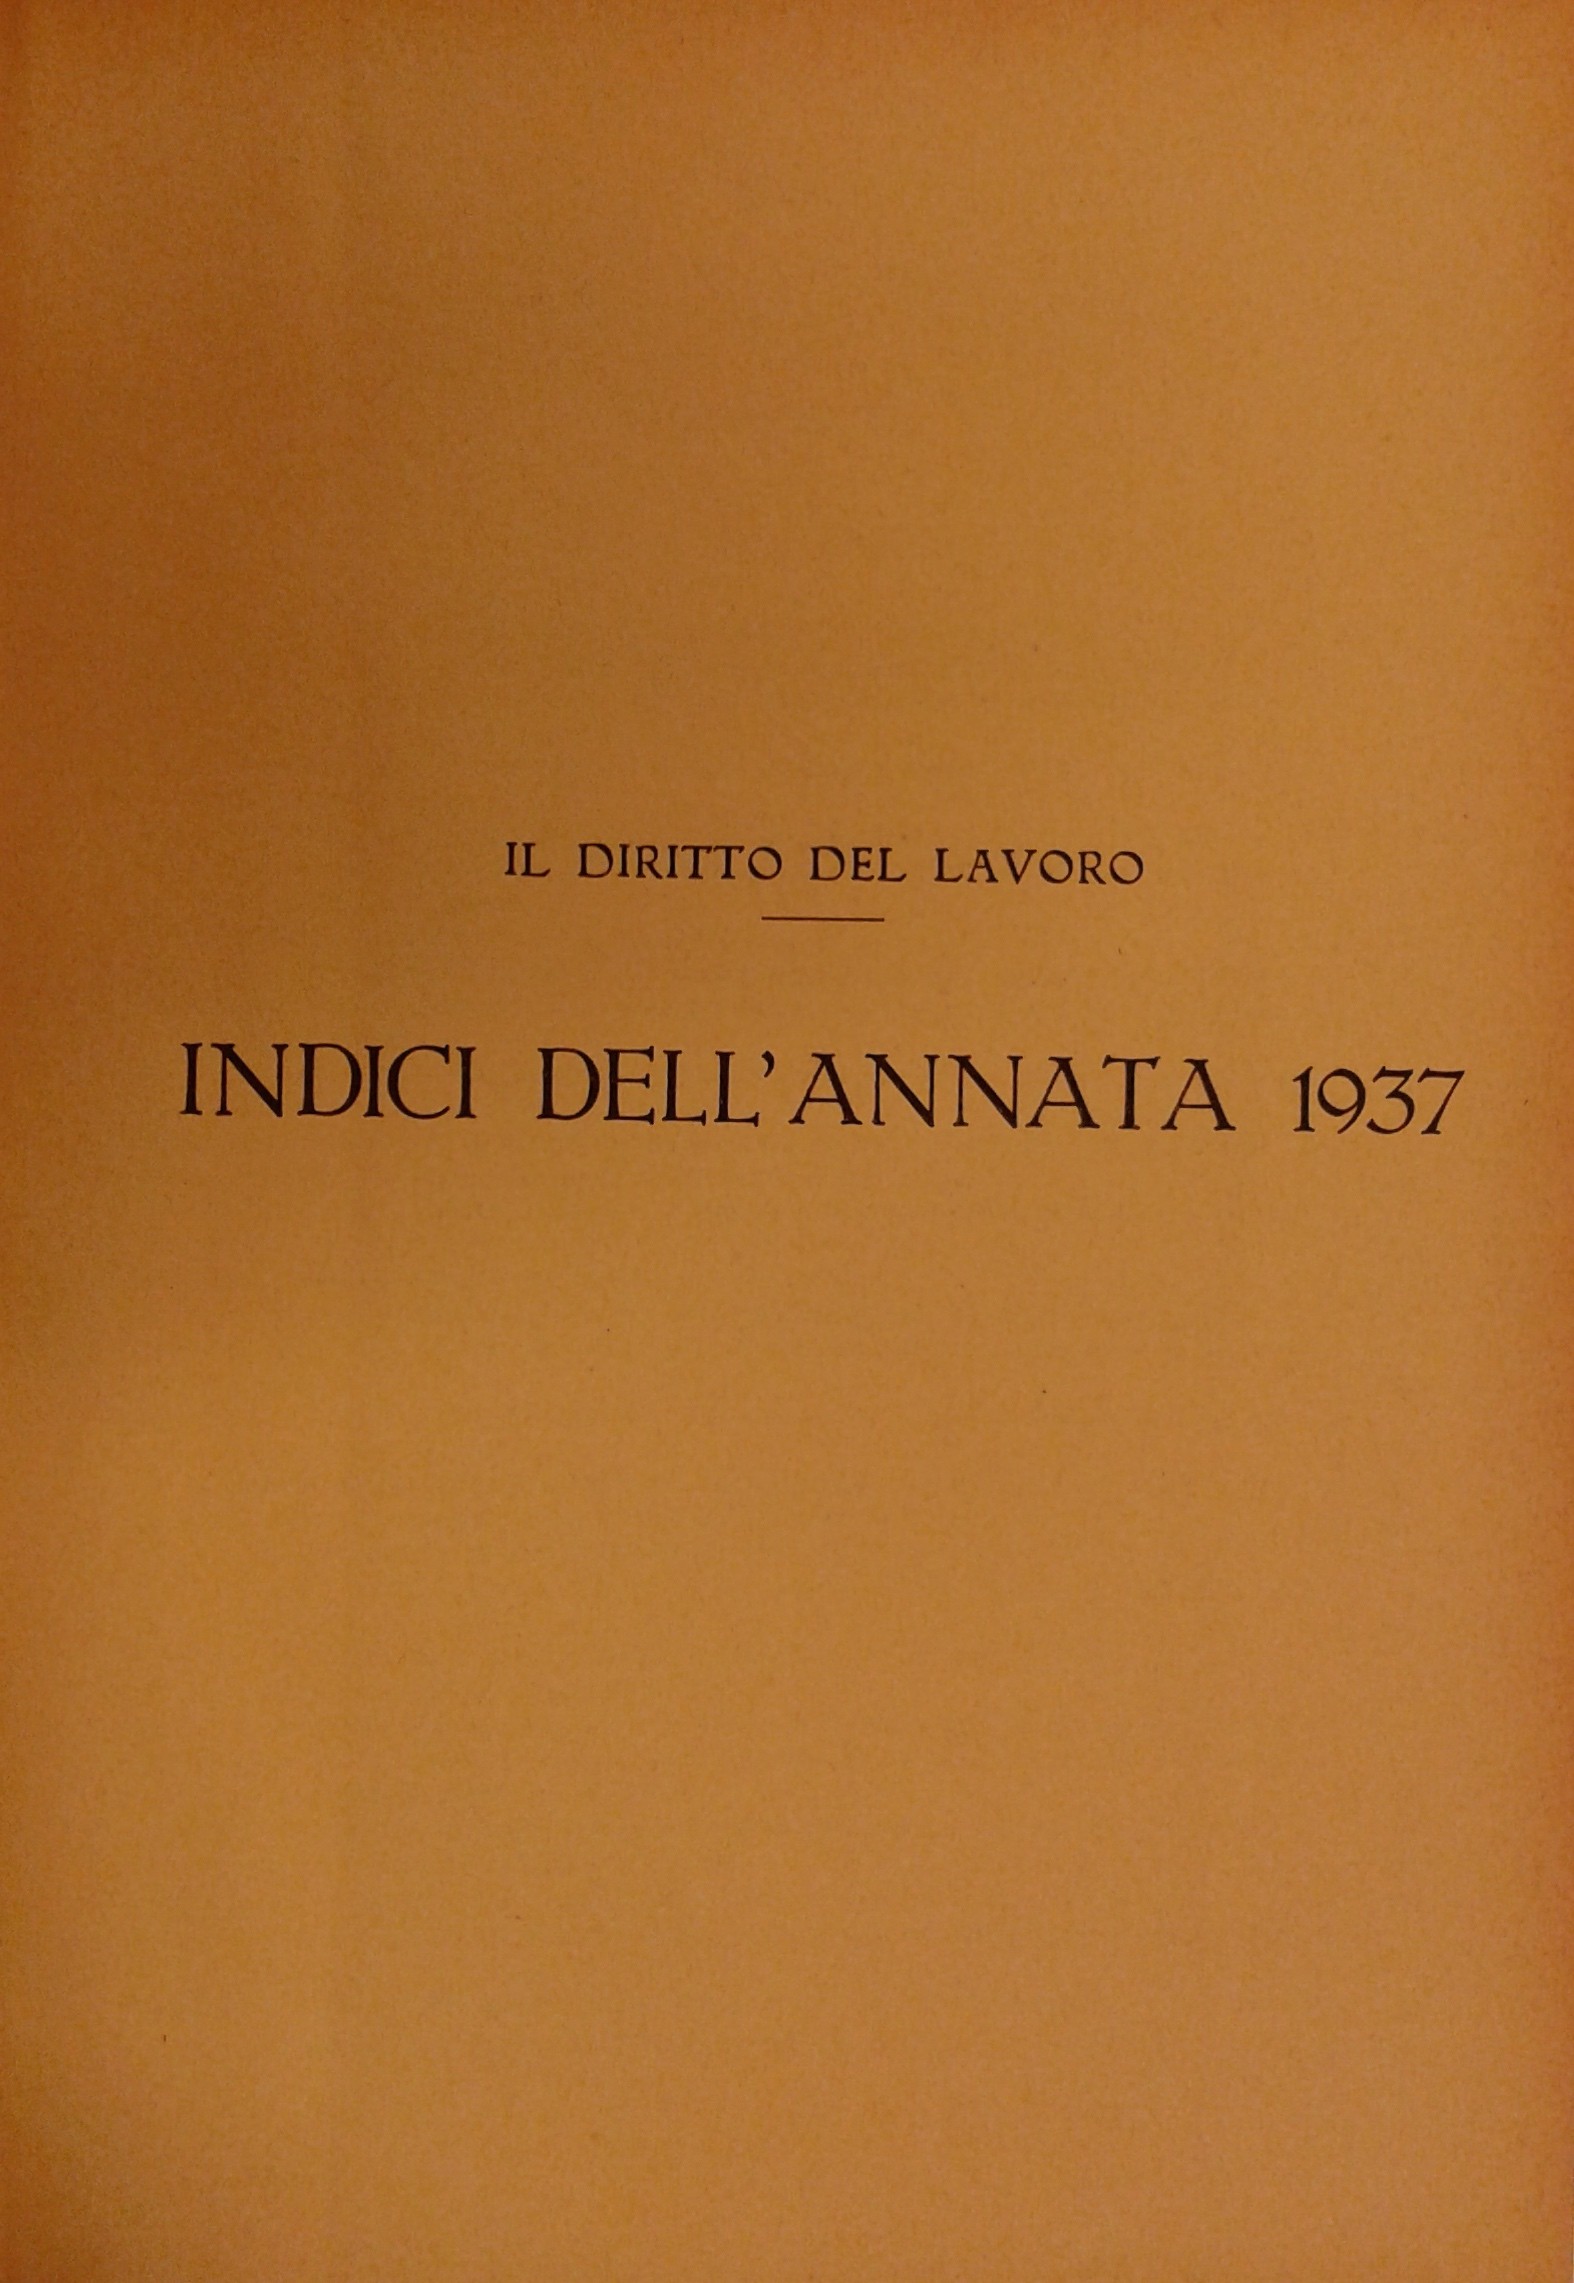 IL DIRITTO DEL LAVORO
INDICI DELL'ANNATA 1937